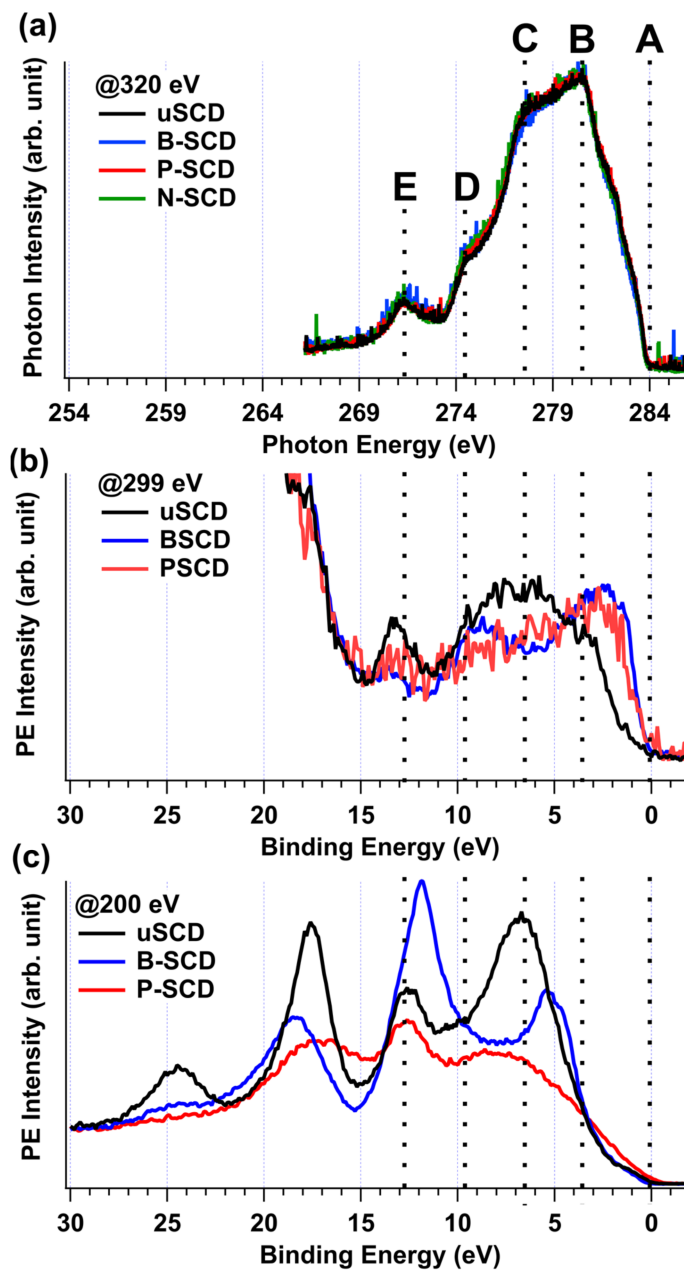 (a)
C B A
@320 eV
uSCD
B-SCD
P-SCD
N-SCD
E D
Photon Intensity (arb. unit)
254 259 264 269 274 279 284
Photon Energy (eV)
(b)
@299 eV
uSCD
BSCD
PSCD
PE Intensity (arb. unit)
30 25 20 15 10 5 0
Binding Energy (eV)
(c)
@200 eV
uSCD
B-SCD
P-SCD
PE Intensity (arb. unit)
30 25 20 15 10 5 0
Binding Energy (eV)